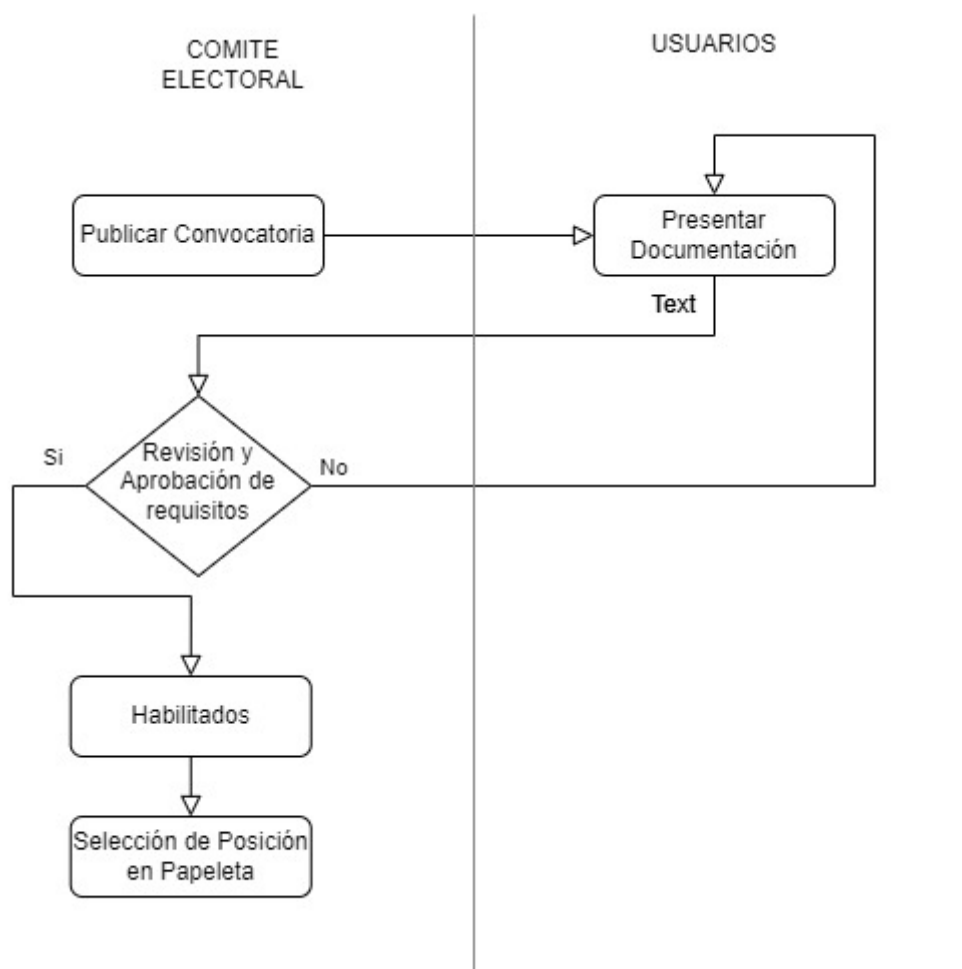 COMITE
ELECTORAL
USUARIOS
Publicar Convocatoria
Presentar
Documentación
Text
Si
Revisión y
Aprobación de
requisitos
No
Habilitados
Selección de Posición
en Papeleta